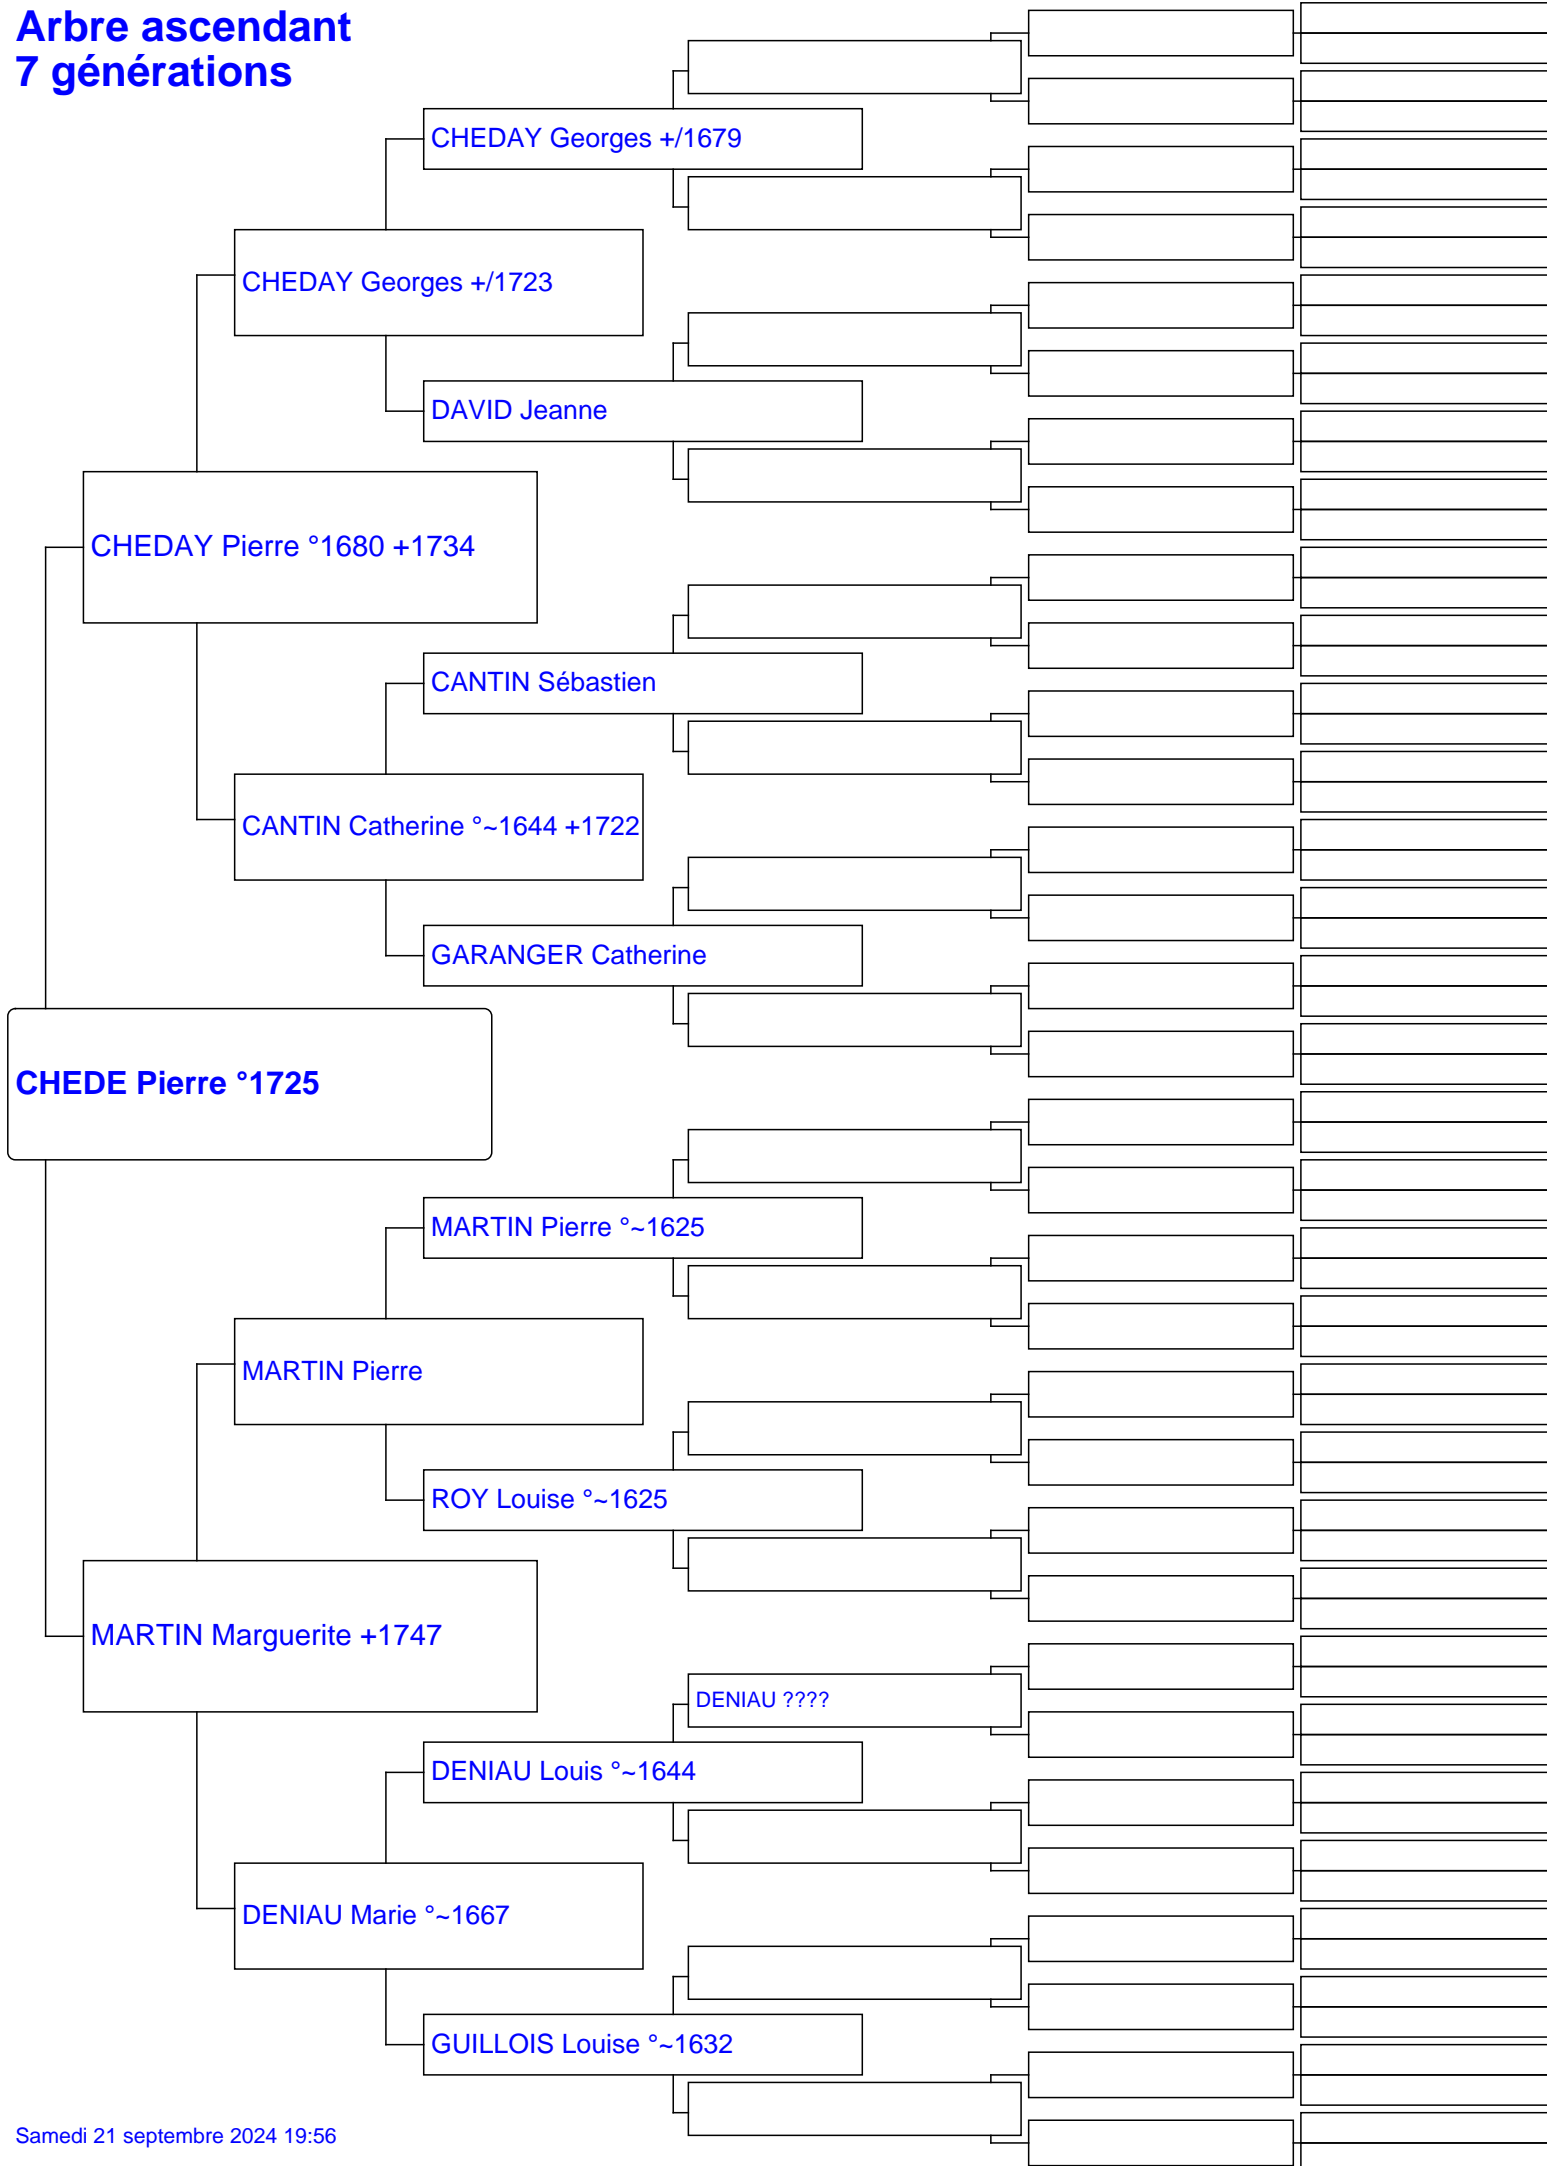 Arbre ascendant
7 générations
CHEDAY Georges +/1679
CHEDAY Georges +/1723
DAVID Jeanne
CHEDAY Pierre °1680 +1734
CANTIN Sébastien
CANTIN Catherine °~1644 +1722
GARANGER Catherine
CHEDE Pierre °1725
MARTIN Pierre °~1625
MARTIN Pierre
ROY Louise °~1625
MARTIN Marguerite +1747
DENIAU ????
DENIAU Louis °~1644
DENIAU Marie °~1667
GUILLOIS Louise °~1632
Samedi 21 septembre 2024 19:56